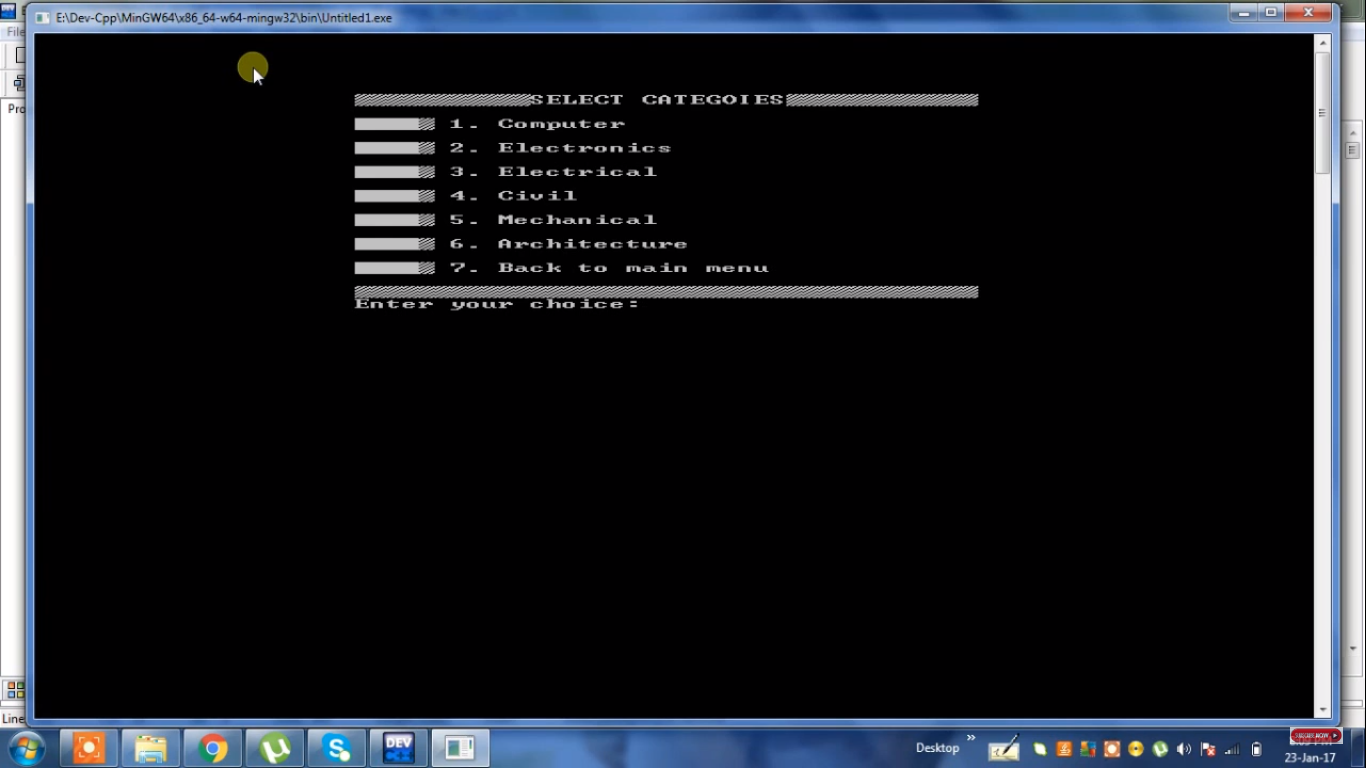 E:\Dev-Cpp\MinGW64\x86_64-w64-mingw32\bin\Untitled1.exe
File
Pro
SELECT CATEGOIES
1. Computer
2. Electronics
3. Electrical
4. Civil
5. Mechanical
6. Architecture
7. Back to main menu
Enter your choice:
Line
DEV
Desktop
23-Jan-17